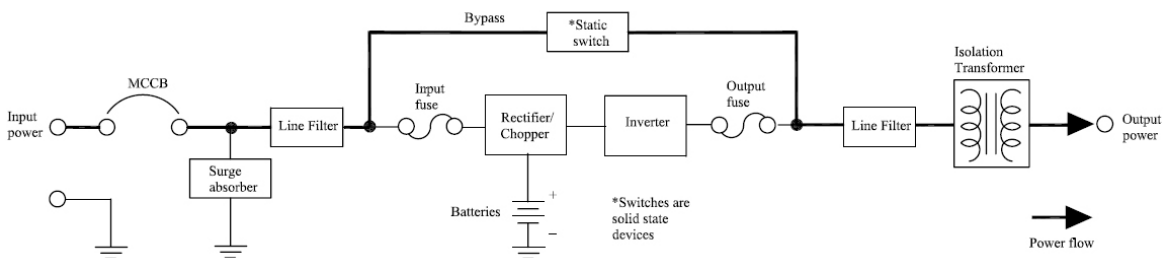 Bypass
*Static
switch
Isolation
Transformer
MCCB
Input
fuse
Output
fuse
Input
power
Line Filter
Rectifier/
Chopper
Inverter
Line Filter
Output
power
Surge
absorber
Batteries
+
−
*Switches are
solid state
devices
Power flow